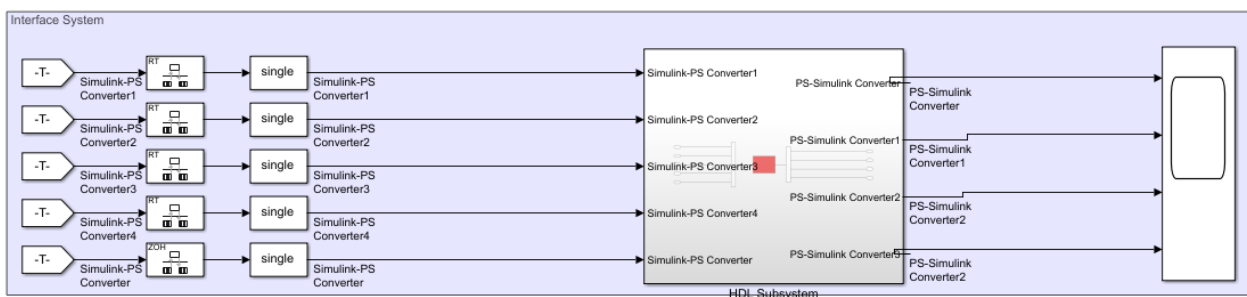 Interface System
-T-
Simulink-PS
Converter1
RT
single
Simulink-PS
Converter1
-T-
Simulink-PS
Converter2
RT
single
Simulink-PS
Converter2
-T-
Simulink-PS
Converter3
RT
single
Simulink-PS
Converter3
-T-
Simulink-PS
Converter4
RT
single
Simulink-PS
Converter4
-T-
Simulink-PS
Converter
ZOH
single
Simulink-PS
Converter
Simulink-PS Converter1
Simulink-PS Converter2
Simulink-PS Converter3
Simulink-PS Converter4
Simulink-PS Converter
PS-Simulink Converter
PS-Simulink Converter1
PS-Simulink Converter2
PS-Simulink Converter3
HDL Subsystem
PS-Simulink
Converter
PS-Simulink
Converter1
PS-Simulink
Converter2
PS-Simulink
Converter2